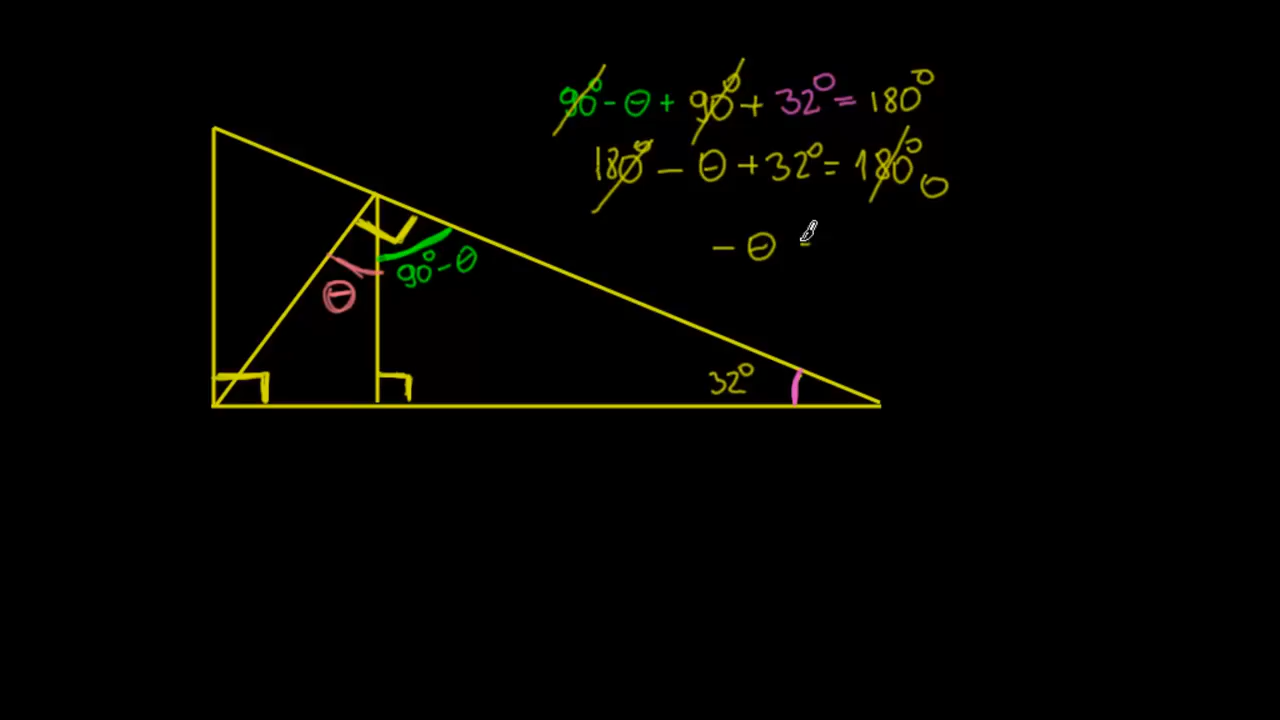 90° - θ + 90° + 32° = 180°
180° - θ + 32° = 180° 0
- θ -
θ
90° - θ
32°